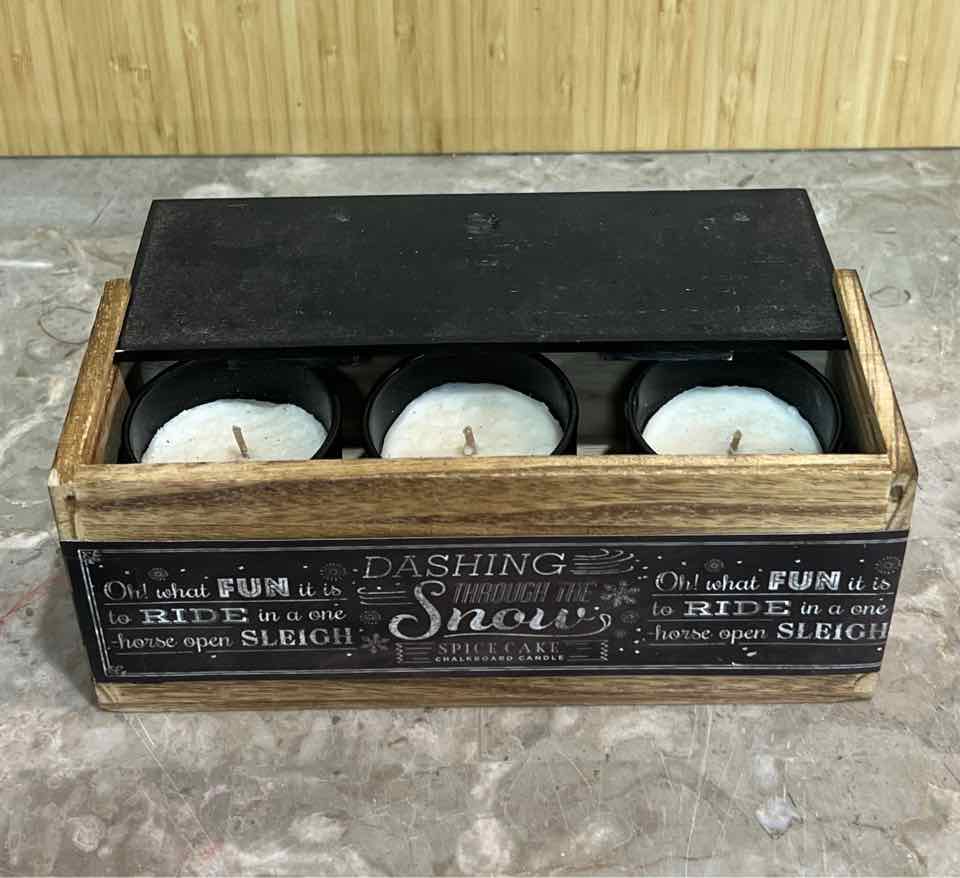 Oh! what FUN it is
to RIDE in a one
horse open SLEIGH
DASHING
THROUGH THE
Snow
SPICE CAKE
CHALKBOARD CANDLE
Oh! what FUN it is
to RIDE in a one
horse open SLEIGH